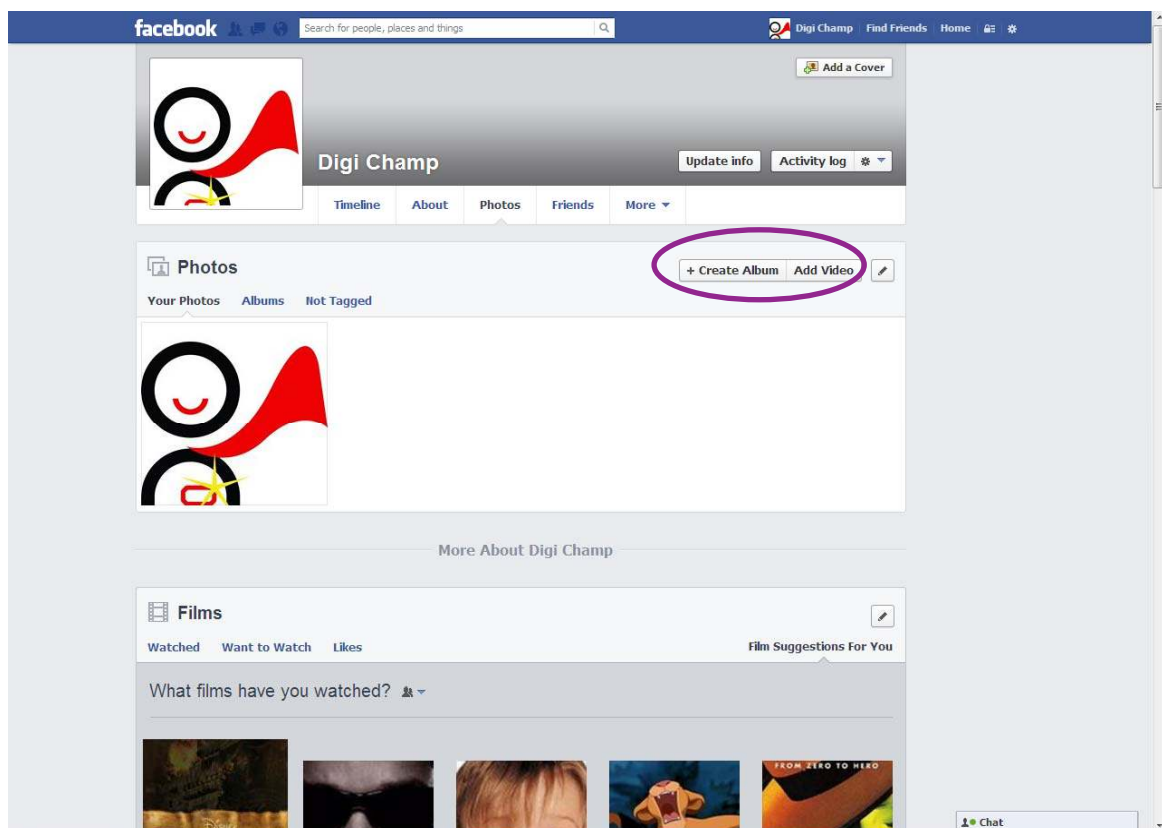 facebook Search for people, places and things Digi Champ Find Friends Home
Add a Cover
Digi Champ Update info Activity log
Timeline About Photos Friends More
Photos + Create Album Add Video
Your Photos Albums Not Tagged
More About Digi Champ
Films
Watched Want to Watch Likes Film Suggestions For You
What films have you watched?
FROM ZERO TO HERO
Disney
Chat